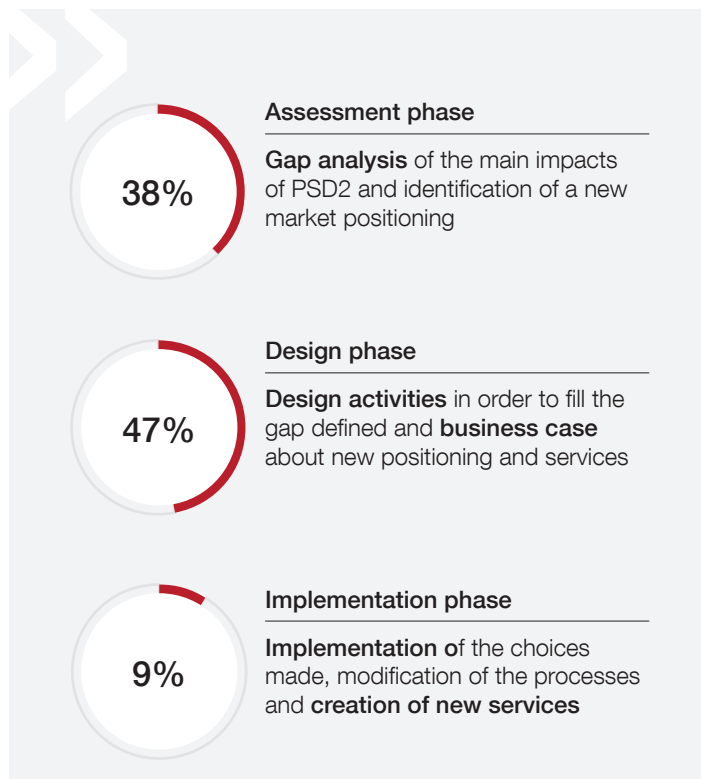 38%
Assessment phase
Gap analysis of the main impacts
of PSD2 and identification of a new
market positioning
47%
Design phase
Design activities in order to fill the
gap defined and business case
about new positioning and services
9%
Implementation phase
Implementation of the choices
made, modification of the processes
and creation of new services